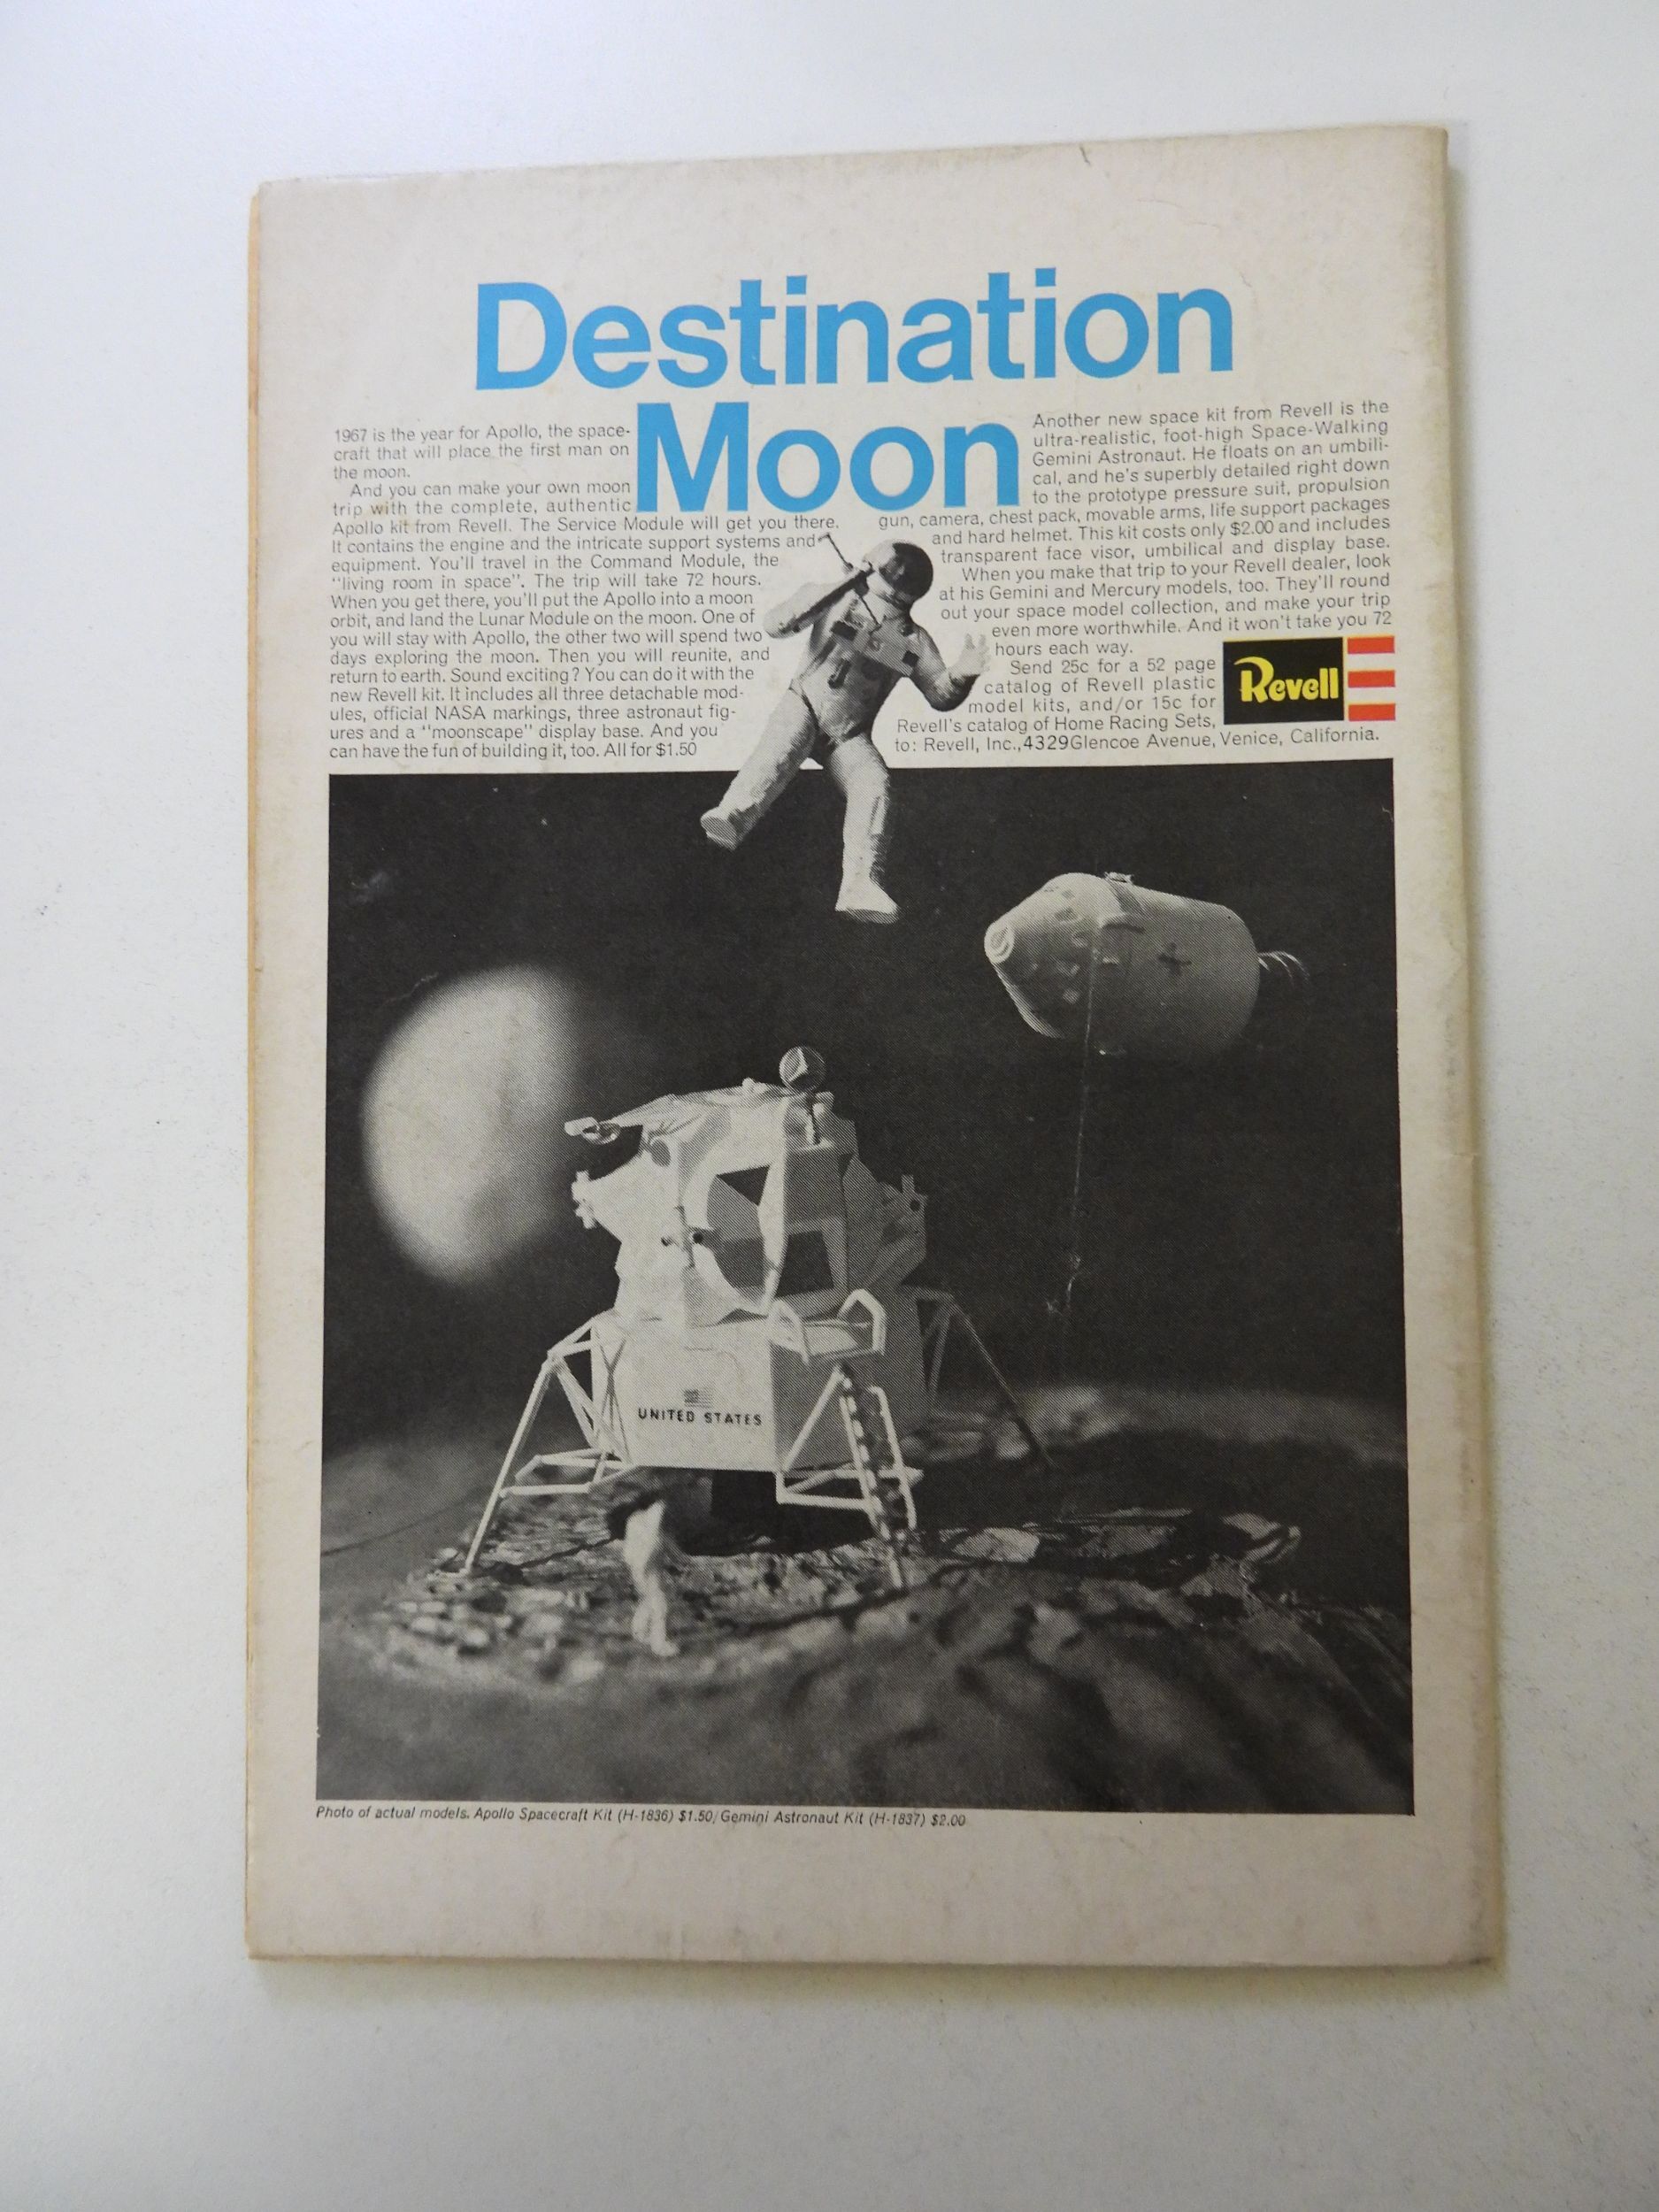 Destination
Moon
1967 is the year for Apollo, the space-
craft that will place the first man on
the moon.
And you can make your own moon
trip with the complete, authentic
Apollo kit from Revell. The Service Module will get you there.
It contains the engine and the intricate support systems and
equipment. You'll travel in the Command Module, the
"living room in space". The trip will take 72 hours.
When you get there, you'll put the Apollo into a moon
orbit, and land the Lunar Module on the moon. One of
you will stay with Apollo, the other two will spend two
days exploring the moon. Then you will reunite, and
return to earth. Sound exciting? You can do it with the
new Revell kit. It includes all three detachable mod-
ules, official NASA markings, three astronaut fig-
ures and a "moonscape" display base. And you
can have the fun of building it, too. All for $1.50
Another new space kit from Revell is the
ultra-realistic, foot-high Space-Walking
Gemini Astronaut. He floats on an umbili-
cal, and he's superbly detailed right down
to the prototype pressure suit, propulsion
gun, camera, chest pack, movable arms, life support packages
and hard helmet. This kit costs only $2.00 and includes
transparent face visor, umbilical and display base.
When you make that trip to your Revell dealer, look
at his Gemini and Mercury models, too. They'll round
out your space model collection, and make your trip
even more worthwhile. And it won't take you 72
hours each way.
Send 25c for a 52 page
catalog of Revell plastic
model kits, and/or 15c for
Revell's catalog of Home Racing Sets,
to: Revell, Inc., 4329 Glencoe Avenue, Venice, California.
Revell
UNITED STATES
Photo of actual models. Apollo Spacecraft Kit (H-1836) $1.50/Gemini Astronaut Kit (H-1837) $2.00